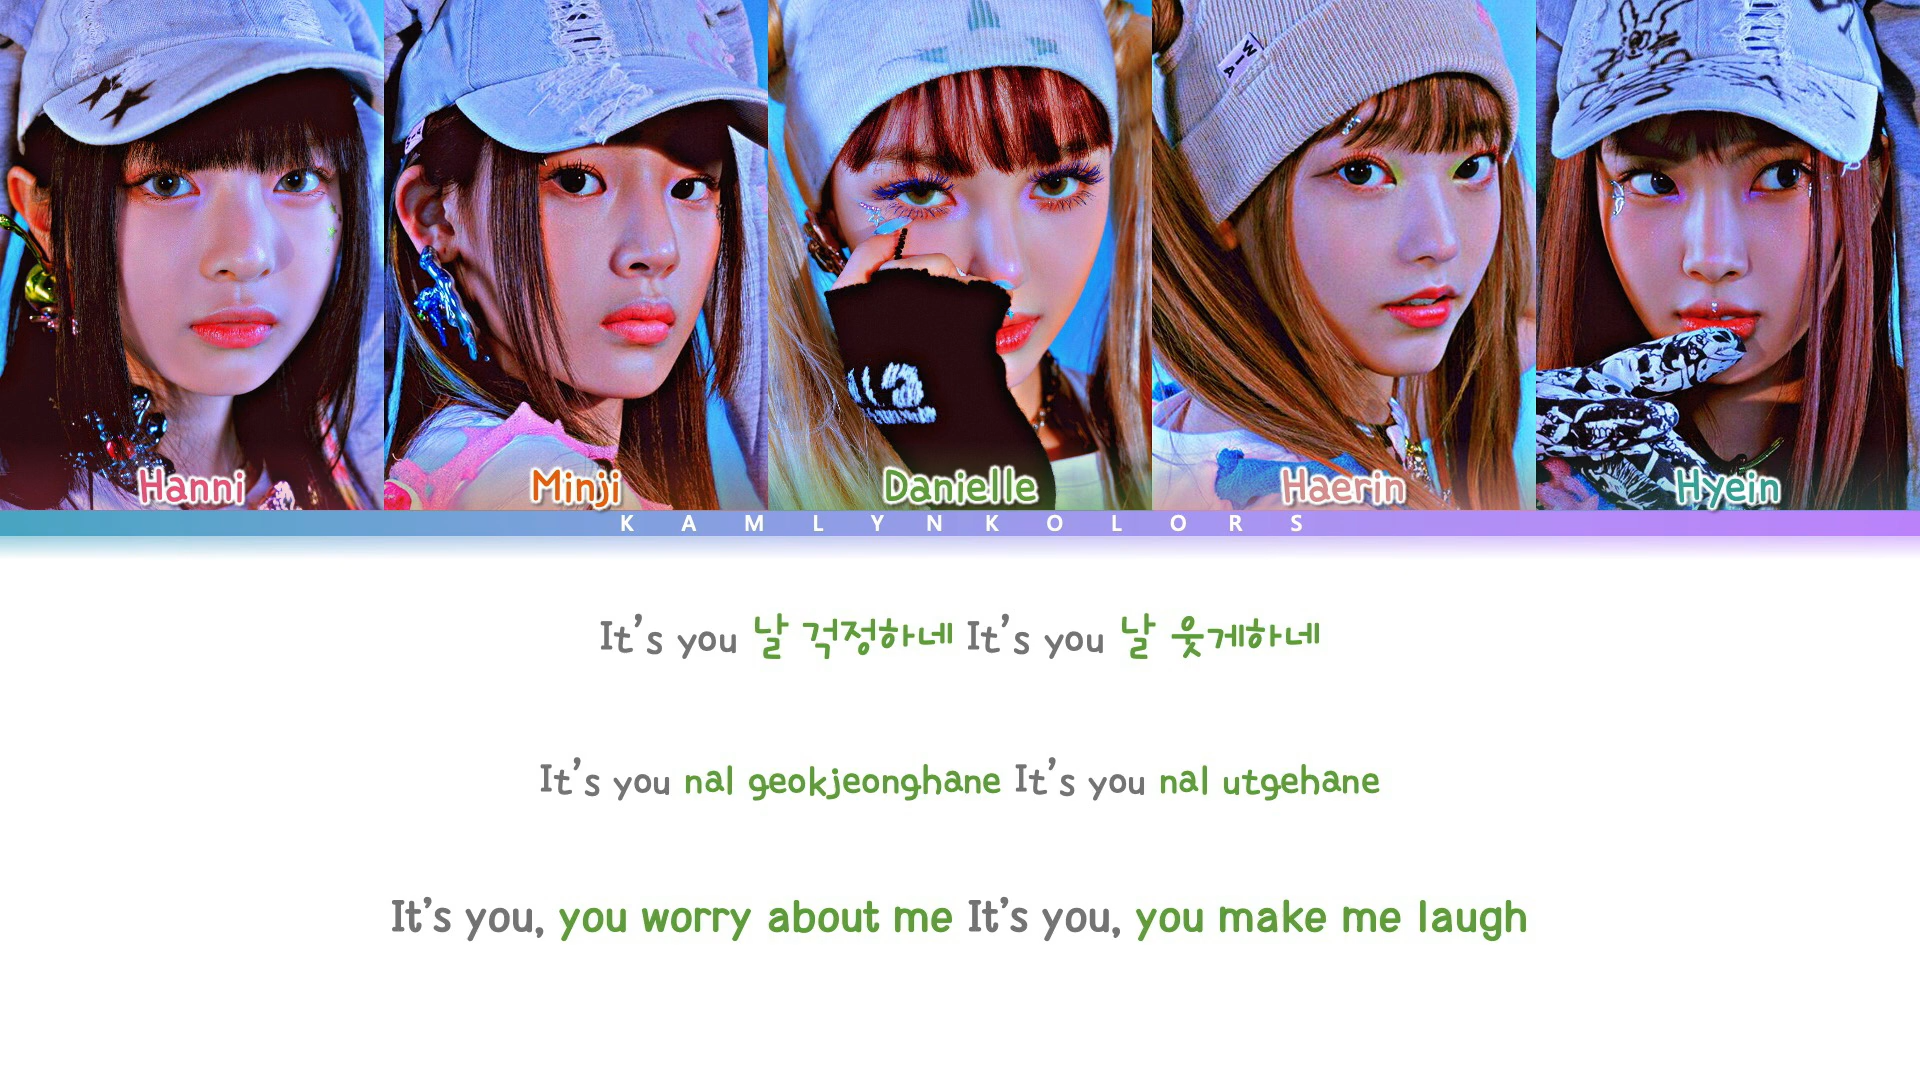 Hanni Minji Danielle Haerin Hyein
KAMLYNKOLORS
It's you 날 걱정하네 It's you 날 웃게하네
It's you nal geokjeonghane It's you nal utgehane
It's you, you worry about me It's you, you make me laugh